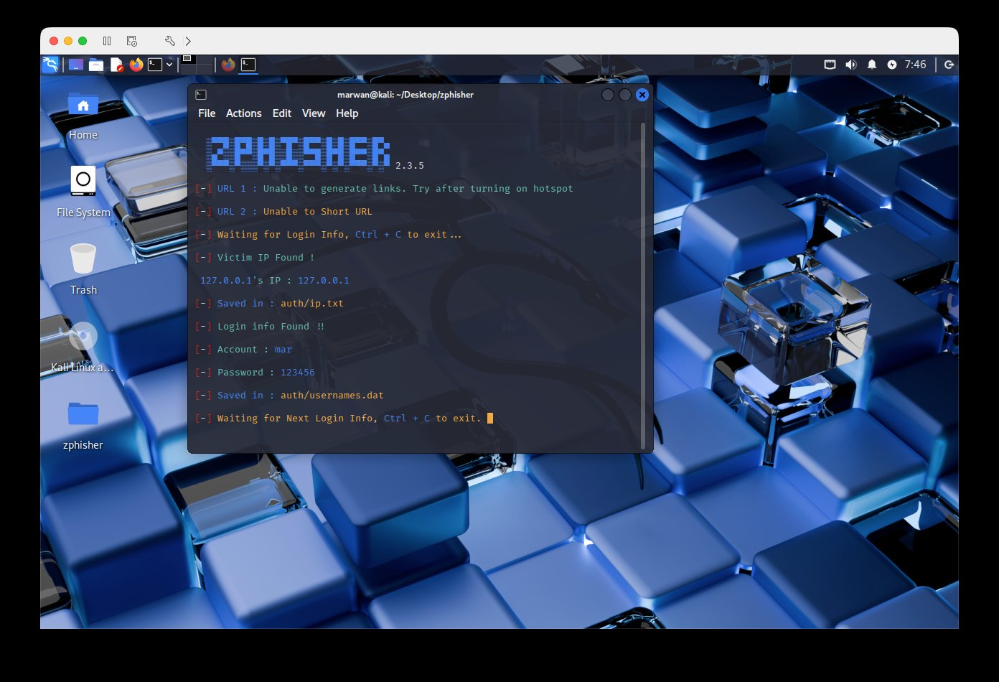 7:46
marwan@kali: ~/Desktop/zphisher
File Actions Edit View Help
ZPHISHER 2.3.5
[-] URL 1 : Unable to generate links. Try after turning on hotspot
[-] URL 2 : Unable to Short URL
[-] Waiting for Login Info, Ctrl + C to exit...
[-] Victim IP Found !
127.0.0.1's IP : 127.0.0.1
[-] Saved in : auth/ip.txt
[-] Login info Found !!
[-] Account : mar
[-] Password : 123456
[-] Saved in : auth/usernames.dat
[-] Waiting for Next Login Info, Ctrl + C to exit.
Home
File System
Trash
Kali Linux a...
zphisher